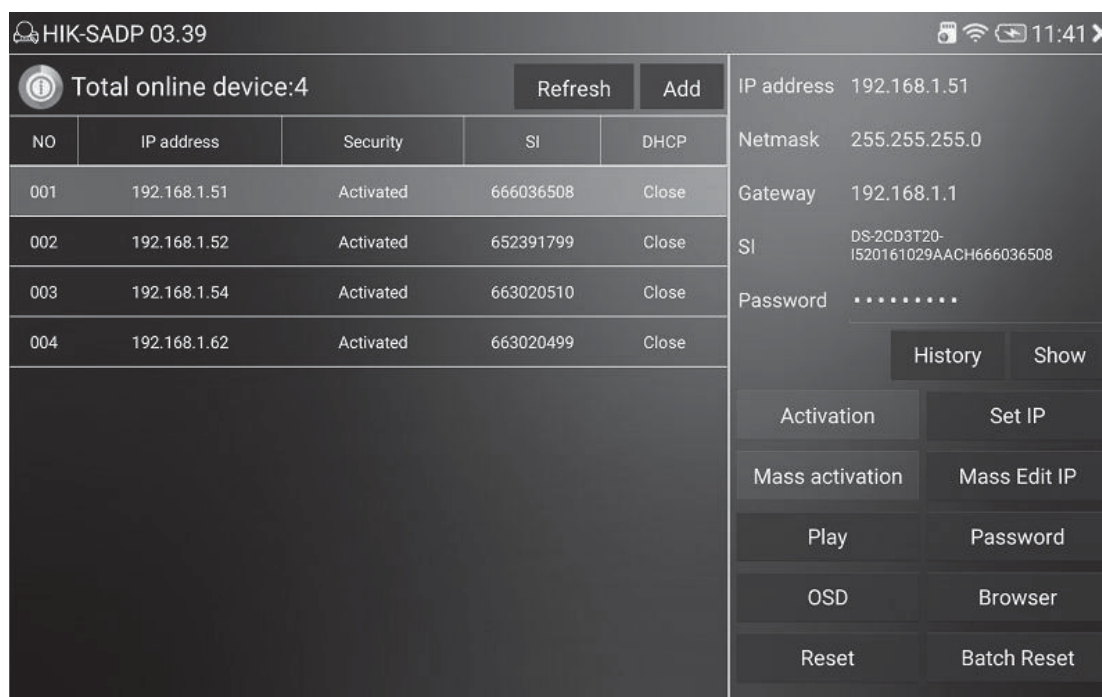 HIK-SADP 03.39 11:41
Total online device:4 Refresh Add
NO IP address Security SI DHCP
001 192.168.1.51 Activated 666036508 Close
002 192.168.1.52 Activated 652391799 Close
003 192.168.1.54 Activated 663020510 Close
004 192.168.1.62 Activated 663020499 Close
IP address 192.168.1.51
Netmask 255.255.255.0
Gateway 192.168.1.1
SI DS-2CD3T20-
I520161029AACH666036508
Password •••••••••
History Show
Activation Set IP
Mass activation Mass Edit IP
Play Password
OSD Browser
Reset Batch Reset